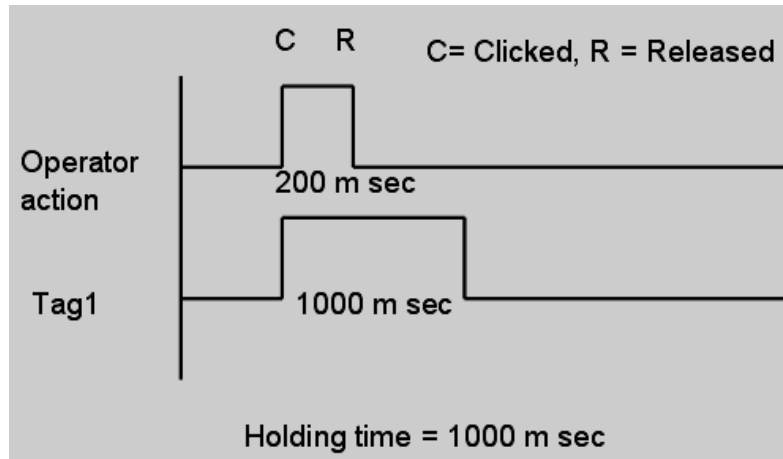 C R
C= Clicked, R = Released
Operator
action
200 m sec
Tag1
1000 m sec
Holding time = 1000 m sec